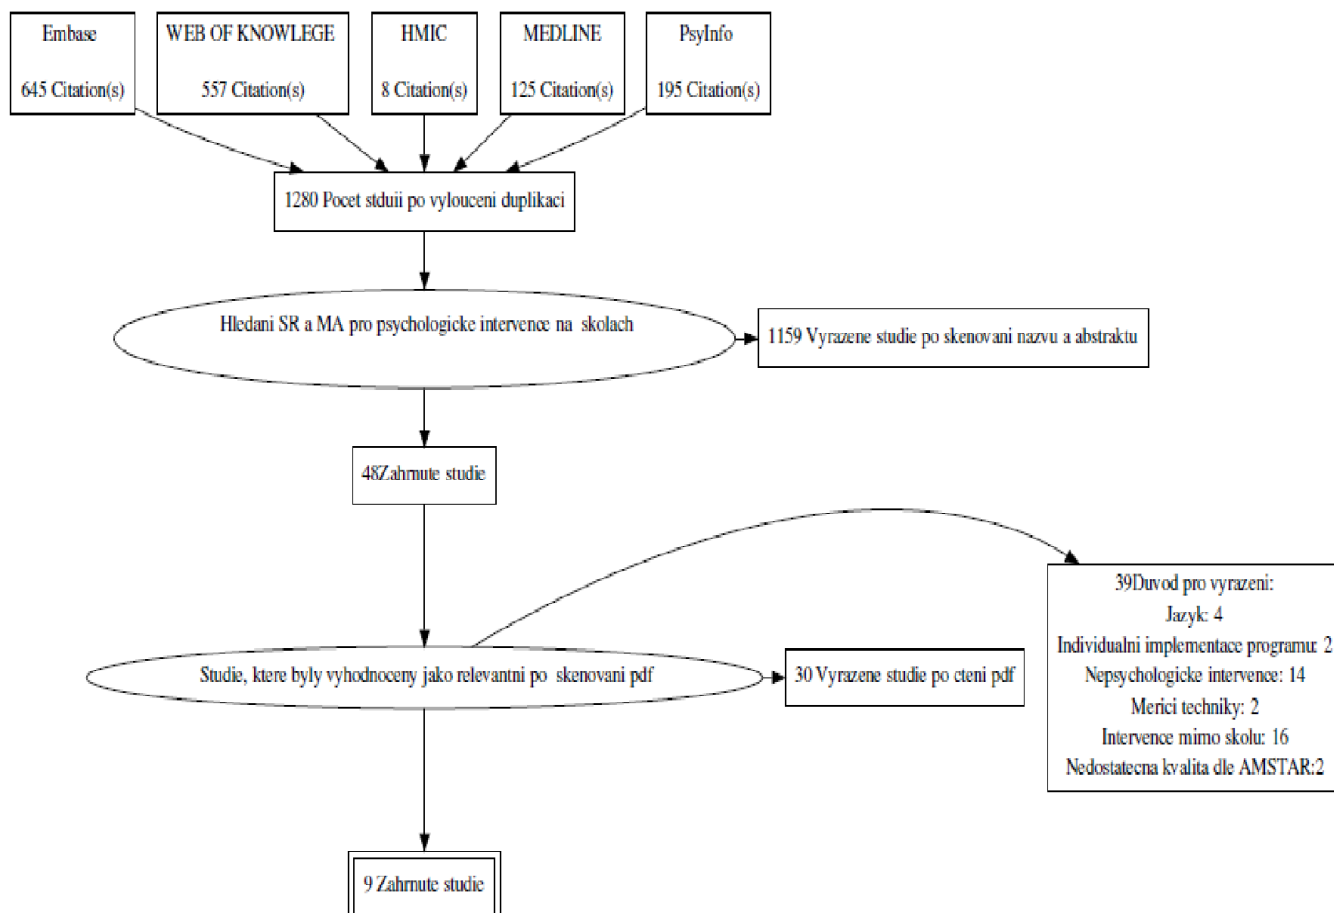 Embase
645 Citation(s)
WEB OF KNOWLEGE
557 Citation(s)
HMIC
8 Citation(s)
MEDLINE
125 Citation(s)
PsyInfo
195 Citation(s)
1280 Pocet stduii po vylouceni duplikaci
Hledani SR a MA pro psychologicke intervence na skolach
1159 Vyrazene studie po skenovani nazvu a abstraktu
48Zahrnute studie
Studie, ktere byly vyhodnoceny jako relevantni po skenovani pdf
30 Vyrazene studie po cteni pdf
39Duvod pro vyrazeni:
Jazyk: 4
Individualni implementace programu: 2
Nepsychologicke intervence: 14
Merici techniky: 2
Intervence mimo skolu: 16
Nedostatecna kvalita dle AMSTAR:2
9 Zahrnute studie